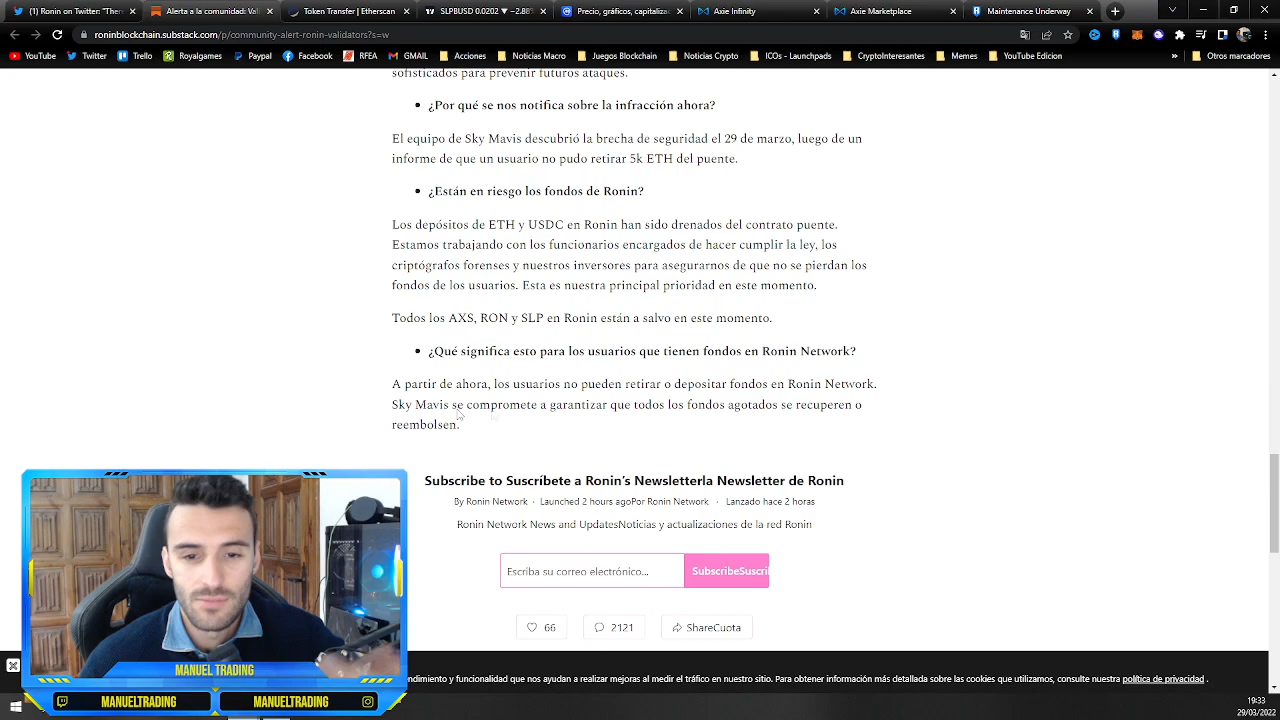 Ronin on Twitter: "There
Alerta a la comunidad: Vali
Token Transfer | Etherscan
SLPBUSD 0.0202 ▼ −2.88%
Precio, gráficos, capitalizac
Axie Infinity
Axie Marketplace
Maintenance Underway
roninblockchain.substack.com/p/community-alert-ronin-validators?s=w
YouTube
Twitter
Trello
Royalgames
Paypal
Facebook
RFEA
GMAIL
Acciones
Noticias Macro
Juegos Blockchain
Noticias Crypto
ICOs - Launchpads
CryptoInteresantes
Memes
YouTube Edicion
»
Otros marcadores
sofisticados para prevenir futuros ataques.
• ¿Por qué se nos notifica sobre la infracción ahora?
El equipo de Sky Mavis descubrió la brecha de seguridad el 29 de marzo, luego de un
informe de que un usuario no pudo retirar 5k ETH del puente.
• ¿Están en riesgo los fondos de Ronin?
Los depósitos de ETH y USDC en Ronin han sido drenados del contrato puente.
Estamos trabajando con los funcionarios encargados de hacer cumplir la ley, los
criptógrafos forenses y nuestros inversores para asegurarnos de que no se pierdan los
fondos de los usuarios. Esta es nuestra principal prioridad en este momento.
Todos los AXS, RON y SLP en Ronin están a salvo en este momento.
• ¿Qué significa esto para los usuarios que tienen fondos en Ronin Network?
A partir de ahora, los usuarios no pueden retirar o depositar fondos en Ronin Network.
Sky Mavis se compromete a garantizar que todos los fondos agotados se recuperen o
reembolsen.
Subscribe to Suscríbete a Ronin's Newsletterla Newsletter de Ronin
By Ronin Network · Launched 2 hours agoPor Ronin Network · Lanzado hace 2 horas
Ronin Network News and UpdatesNoticias y actualizaciones de la red Ronin
Escriba su correo electrónico...
SubscribeSuscri
66
2121
ShareCuota
ndimiento y funcionalidad que nos ayudan a realizar mejoras al medir el tráfico en nuestro sitio. Para obtener información más detallada sobre las cookies que utilizamos, consulte nuestra política de privacidad .
MANUEL TRADING
MANUELTRADING
MANUELTRADING
19:33
29/03/2022